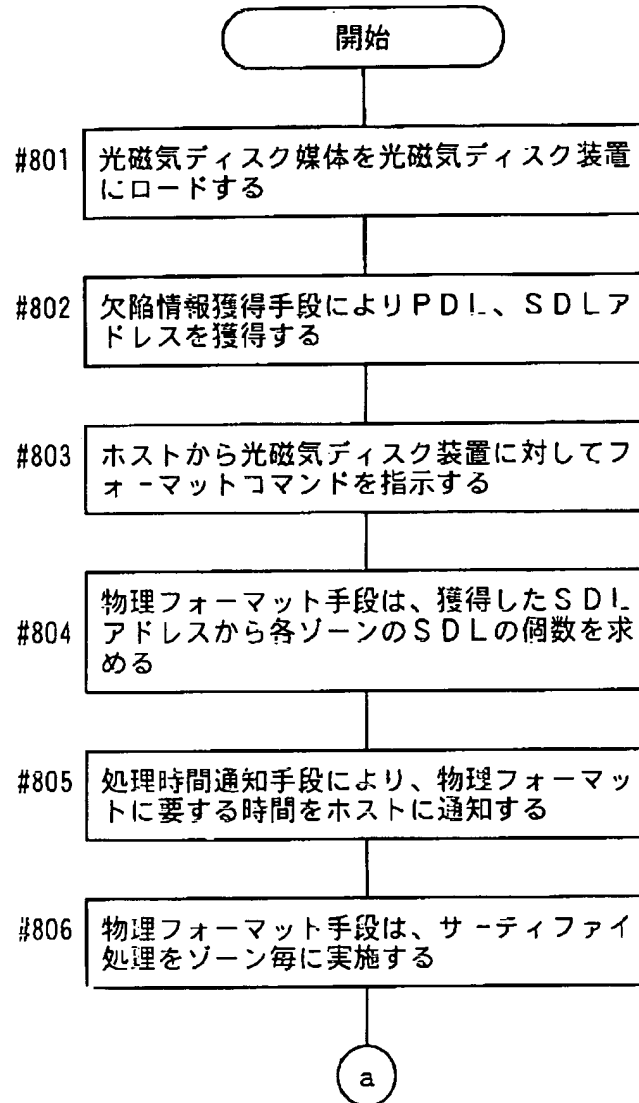 開始
#801
光磁気ディスク媒体を光磁気ディスク装置
にロードする
#802
欠陥情報獲得手段によりPDL、SDLア
ドレスを獲得する
#803
ホストから光磁気ディスク装置に対してフ
ォーマットコマンドを指示する
#804
物理フォーマット手段は、獲得したSDL
アドレスから各ゾーンのSDLの個数を求
める
#805
処理時間通知手段により、物理フォーマッ
トに要する時間をホストに通知する
#806
物理フォーマット手段は、サーティファイ
処理をゾーン毎に実施する
a